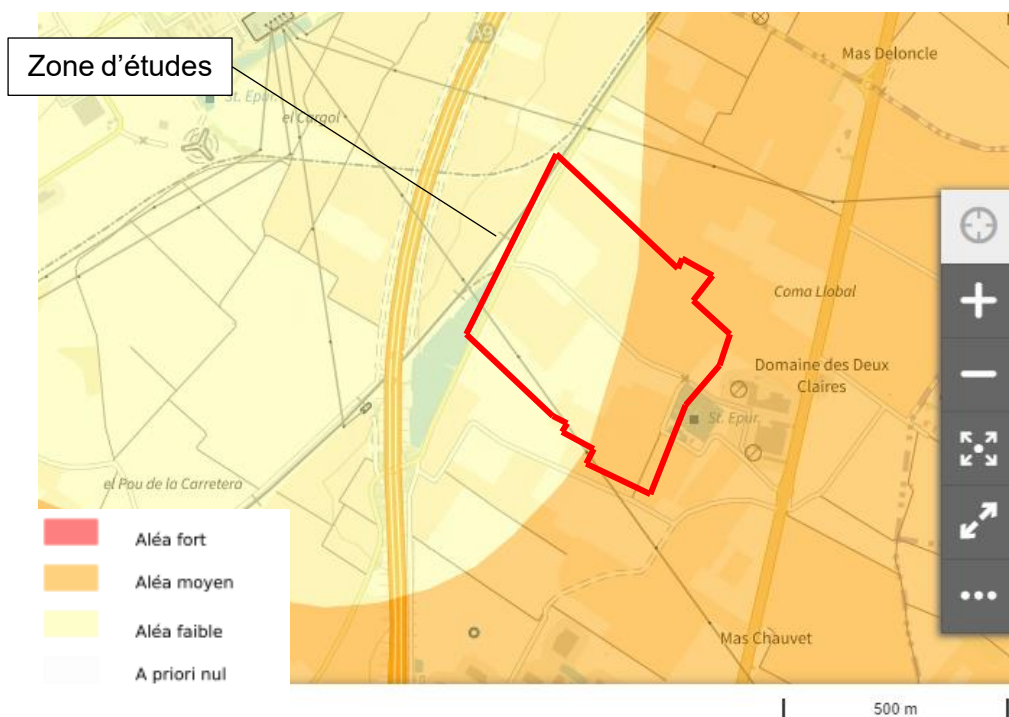 Zone d'études
A9
Mas Deloncle
St. Epur.
el Cargol
Coma Llobal
Domaine des Deux
Claires
St. Epur.
el Pou de la Carretera
Aléa fort
Aléa moyen
Aléa faible
A priori nul
Mas Chauvet
500 m